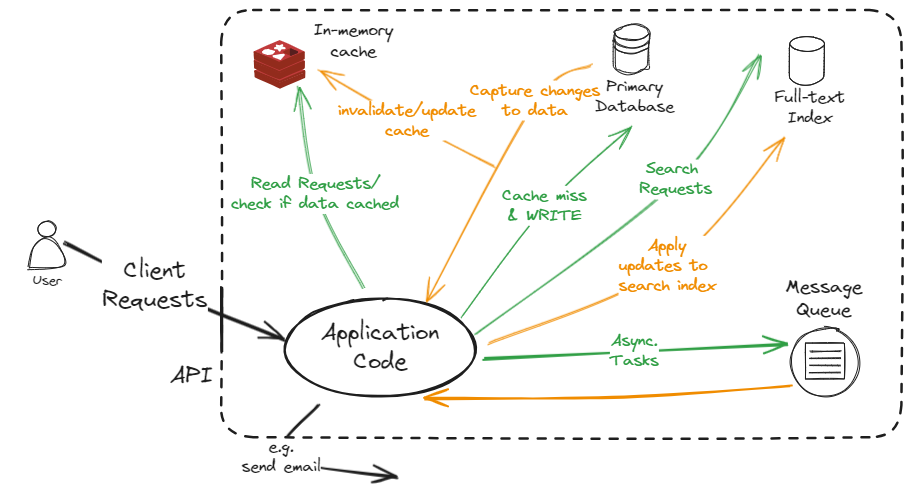 In-memory
cache
Primary
Database
Full-text
Index
Capture changes
to data
invalidate/update
cache
Read Requests/
check if data cached
Cache miss
& WRITE
Search
Requests
Apply
updates to
search index
User
Client
Requests
Message
Queue
Application
Code
Async.
Tasks
API
e.g.
send email